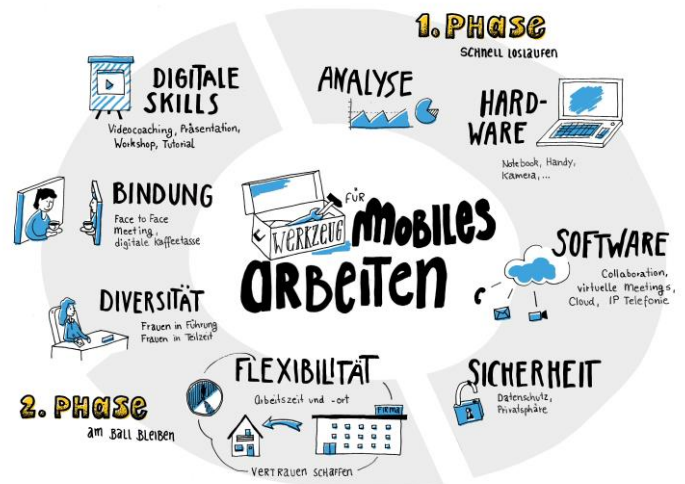 1. PHASE
SCHNELL LOSLAUFEN
ANALYSE
HARD-
WARE
Notebook, Handy,
Kamera,...
SOFTWARE
Collaboration,
virtuelle Meetings,
Cloud, IP Telefonie
SICHERHEIT
Datenschutz,
Privatsphäre
WERKZEUG
FÜR
MOBILES
ARBEITEN
2. PHASE
am BALL BLEIBEN
FLEXIBILITÄT
Arbeitszeit und -ort
FIRMA
VERTRAUEN SCHAFFEN
DIVERSITÄT
Frauen in Führung
Frauen in Teilzeit
BINDUNG
Face to Face
Meeting,
digitale Kaffeetasse
DIGITALE
SKILLS
Videocoaching, Präsentation,
Workshop, Tutorial